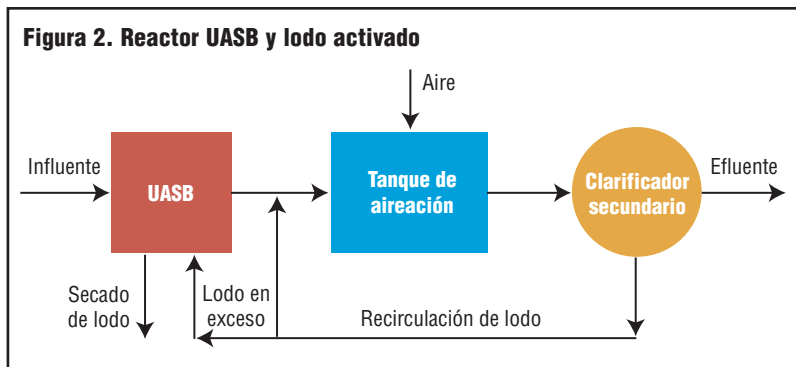 Figura 2. Reactor UASB y lodo activado
Aire
Influente
UASB
Tanque de
aireación
Clarificador
secundario
Efluente
Secado
de lodo
Lodo en
exceso
Recirculación de lodo